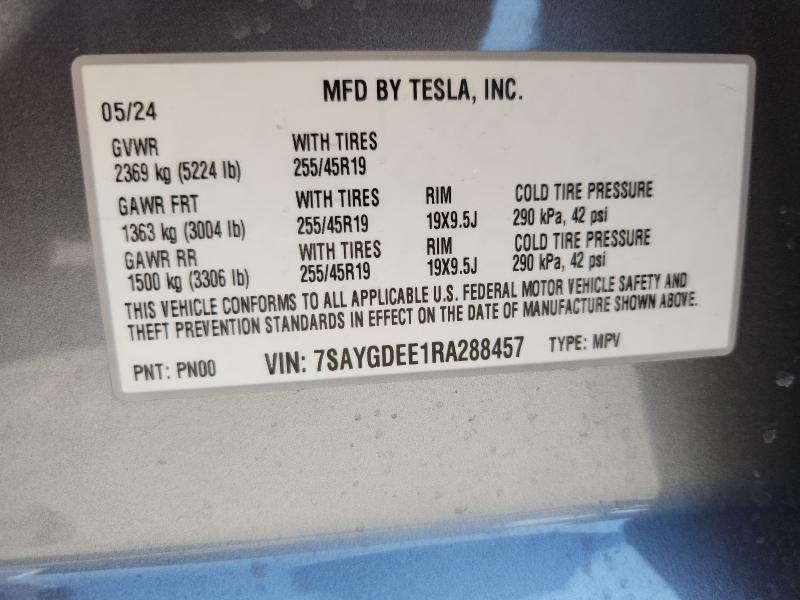 MFD BY TESLA, INC.
05/24
GVWR WITH TIRES
2369 kg (5224 lb) 255/45R19
GAWR FRT WITH TIRES RIM COLD TIRE PRESSURE
1363 kg (3004 lb) 255/45R19 19X9.5J 290 kPa, 42 psi
GAWR RR WITH TIRES RIM COLD TIRE PRESSURE
1500 kg (3306 lb) 255/45R19 19X9.5J 290 kPa, 42 psi
THIS VEHICLE CONFORMS TO ALL APPLICABLE U.S. FEDERAL MOTOR VEHICLE SAFETY AND
THEFT PREVENTION STANDARDS IN EFFECT ON THE DATE OF MANUFACTURE SHOWN ABOVE.
PNT: PN00 VIN: 7SAYGDEE1RA288457 TYPE: MPV